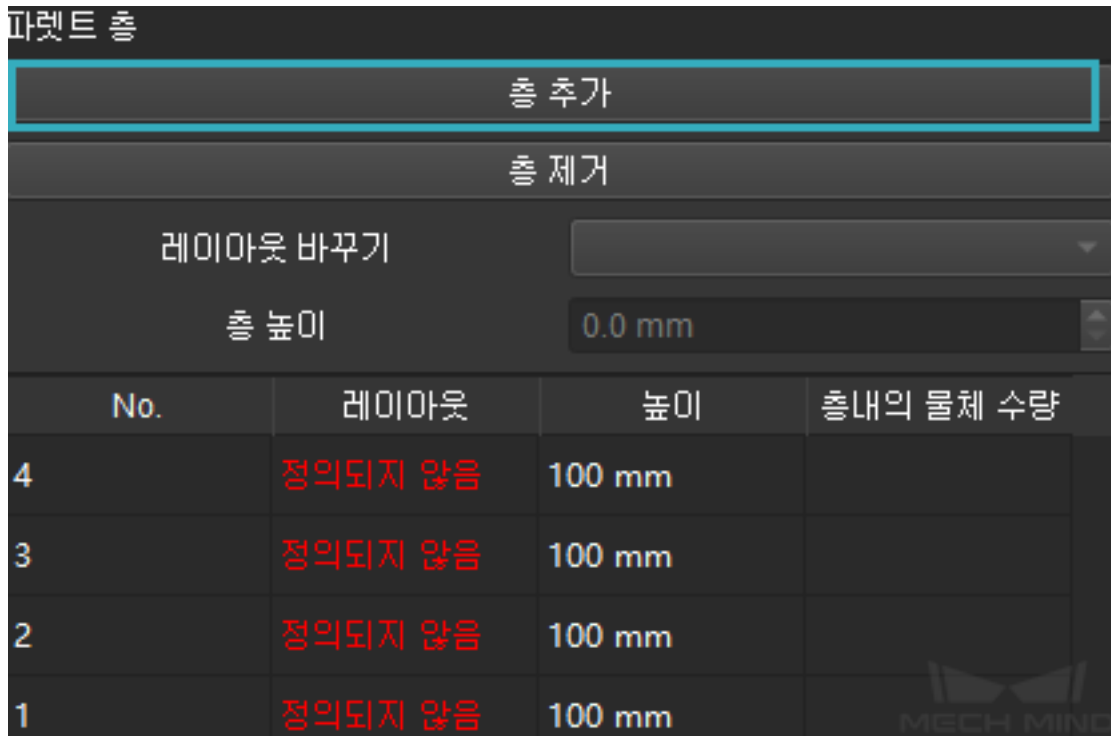 파렛트 층
층 추가
층 제거
레이아웃 바꾸기
층 높이 0.0 mm
No. 레이아웃 높이 층내의 물체 수량
4 정의되지 않음 100 mm
3 정의되지 않음 100 mm
2 정의되지 않음 100 mm
1 정의되지 않음 100 mm
MECH MIND